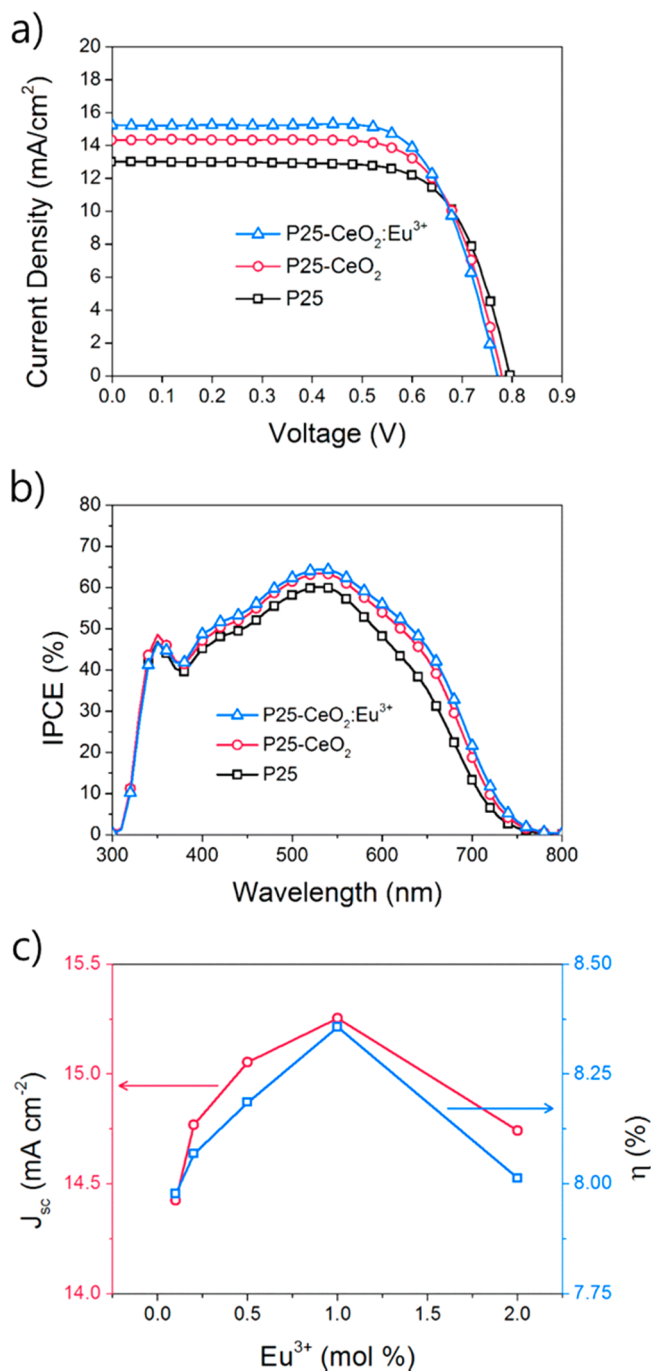 a)
20
18
16
14
12
10
8
6
4
2
0
Current Density (mA/cm²)
P25-CeO₂:Eu³⁺
P25-CeO₂
P25
0.0 0.1 0.2 0.3 0.4 0.5 0.6 0.7 0.8 0.9
Voltage (V)
b)
80
70
60
50
40
30
20
10
0
IPCE (%)
P25-CeO₂:Eu³⁺
P25-CeO₂
P25
300 400 500 600 700 800
Wavelength (nm)
c)
15.5
15.0
14.5
14.0
J_sc (mA cm⁻²)
8.50
8.25
8.00
7.75
η (%)
0.0 0.5 1.0 1.5 2.0
Eu³⁺ (mol %)